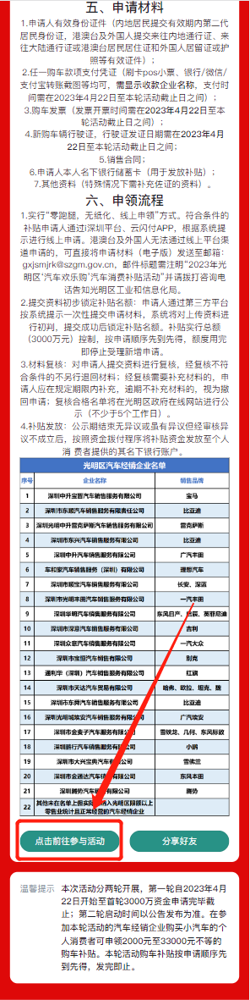 五、申请材料
1.申请人有效身份证件（内地居民提交有效期内第二代
居民身份证，港澳台及外国人提交来往内地通行证、来
往大陆通行证或港澳居民居住证和外国人居留证或护
照等有效证件）；
2.任一购车款项支付凭证（刷卡pos小票、银行/微信/
支付宝转账截图等均可，需显示收款企业名称，支付时
间需在2023年4月22日至本轮活动截止日之间）；
3.购车发票（发票开票时间需在2023年4月22日至本
轮活动截止日之间）；
4.新购车辆行驶证，行驶证发证日期需在2023年4月
22日至本轮活动截止日之间；
5.销售合同；
6.申请人本人名下银行储蓄卡（用于发放补贴）；
7.其他资料（特殊情况下需补充佐证的资料）。
六、申领流程
1.实行“零跑腿，无纸化、线上申领”方式。符合条件的
补贴申请人通过i深圳平台、云闪付APP，根据系统提
示进行线上申请。港澳台及外国人无法通过线上平台渠
道申请的，可直接将申请材料（电子版）发送至邮箱：
gxjsmjrk@szgm.gov.cn，邮件标题需注明“2023年光
明区‘汽车欢乐购’汽车消费补贴活动”并请拨打咨询电
话告知光明区工业和信息化局。
2.提交资料初步锁定补贴名额：申请人通过第三方平台
按系统提示一次性提交申请材料，系统将对上传资料进
行初判，提交成功后锁定补贴名额。补贴实行总额
（3000万元）控制，按申请顺序先到先得，额度用完
即停止受理新增申请。
3.材料复核：对申请人提交资料进行复核，经复核不符
合条件的不另行退回材料；经复核需要补充材料的，申
请人应在规定期限内补充，逾期不补充材料的，视为撤
回申请；复核合格名单将在光明区政府在线网站进行公
示（不少于5个工作日）。
4.补贴发放：公示期结束无异议或虽有异议但经审核异
议不成立后，按照资金拨付程序将补贴资金发放至个人
消 费者提供的其名下银行账户。
光明区汽车经销企业名单
序号 企业名称 销售品牌
1 深圳中升宝智汽车销售服务有限公司 宝马
2 深圳市东顺汽车销售服务有限责任公司 比亚迪
3 深圳光明中升雷克萨斯汽车销售服务有限公司 雷克萨斯
4 深圳市东兴汽车销售服务有限公司 比亚迪
5 深圳中升汽车销售服务有限公司 广汽丰田
6 车和家汽车销售服务（深圳）有限公司 理想汽车
7 深圳市顺宝汽车销售服务有限公司 长安、深蓝
8 深圳市光明丰田汽车销售服务有限公司 一汽丰田
9 深圳华明汽车销售服务有限公司 东风日产、启辰、英菲尼迪
10 深圳市深意汽车销售服务有限公司 吉利
11 深圳众意汽车销售服务有限公司 一汽大众
12 深圳市宝恒汽车销售有限公司 别克
13 通利华（深圳）汽车销售服务有限公司 红旗
14 深圳市天达汽车贸易有限公司 哈弗、欧拉、坦克、魏
15 深圳市东舜汽车销售服务有限公司 比亚迪
16 深圳光明城埃安汽车销售服务有限公司 广汽埃安
17 深圳市金麦子汽车服务有限公司 雪铁龙、几何、东风标致
18 深圳鹏行汽车销售服务有限公司 小鹏
19 深圳市大兴宝典汽车有限公司 雪佛兰
20 深圳市金通达汽车有限公司 东风本田
21 深圳腾势汽车销售有限公司 腾势
22 其他未在名单上但实际纳入光明区限额以上
零售业统计且正常经营的汽车经销企业
点击前往参与活动 分享好友
温馨提示 本次活动分两轮开展，第一轮自2023年4月
22日开始至首轮3000万资金申请完毕截
止；第二轮启动时间以公告发布为准。在参
加本轮活动的汽车经销企业购买小汽车的个
人消费者可申领2000元至33000元不等的
购车补贴。本轮活动购车补贴按申请顺序先
到先得，发完即止。